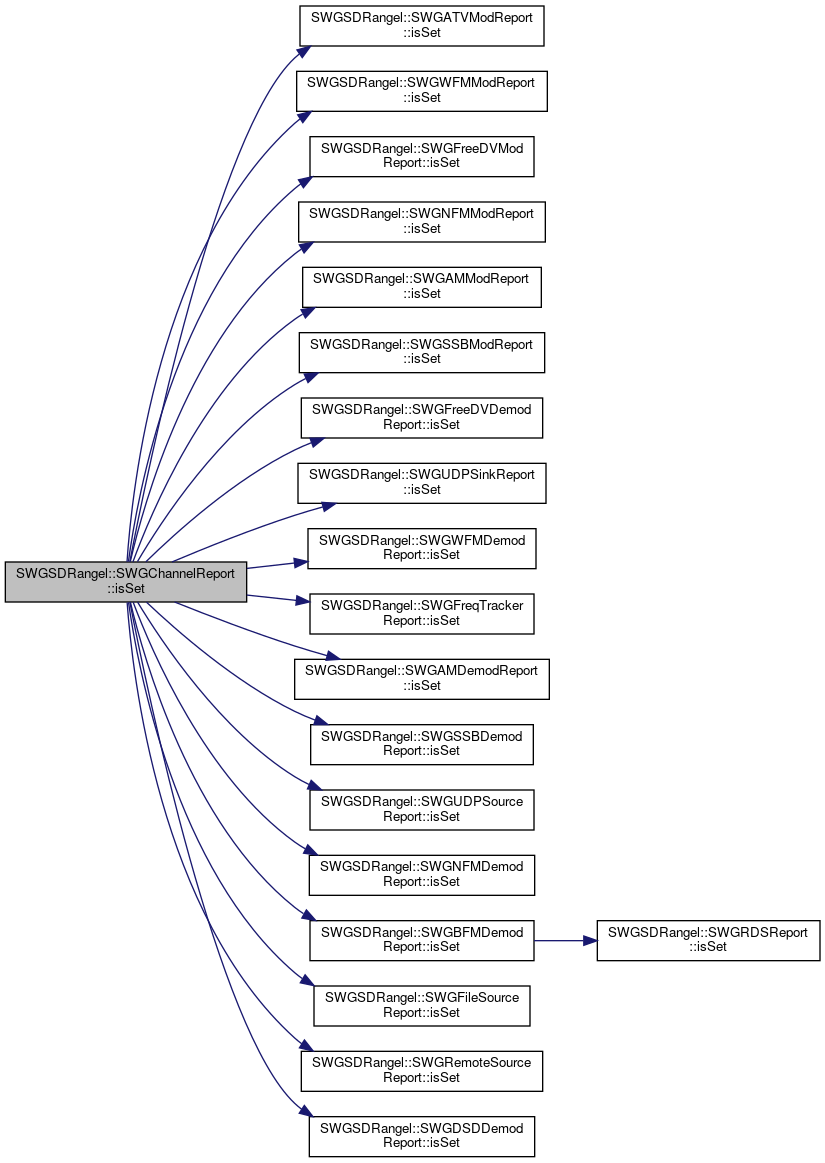 SWGSDRangel::SWGATVModReport
::isSet
SWGSDRangel::SWGWFMModReport
::isSet
SWGSDRangel::SWGFreeDVMod
Report::isSet
SWGSDRangel::SWGNFMModReport
::isSet
SWGSDRangel::SWGAMModReport
::isSet
SWGSDRangel::SWGSSBModReport
::isSet
SWGSDRangel::SWGFreeDVDemod
Report::isSet
SWGSDRangel::SWGUDPSinkReport
::isSet
SWGSDRangel::SWGWFMDemod
Report::isSet
SWGSDRangel::SWGChannelReport
::isSet
SWGSDRangel::SWGFreqTracker
Report::isSet
SWGSDRangel::SWGAMDemodReport
::isSet
SWGSDRangel::SWGSSBDemod
Report::isSet
SWGSDRangel::SWGUDPSource
Report::isSet
SWGSDRangel::SWGNFMDemod
Report::isSet
SWGSDRangel::SWGBFMDemod
Report::isSet
SWGSDRangel::SWGRDSReport
::isSet
SWGSDRangel::SWGFileSource
Report::isSet
SWGSDRangel::SWGRemoteSource
Report::isSet
SWGSDRangel::SWGDSDDemod
Report::isSet